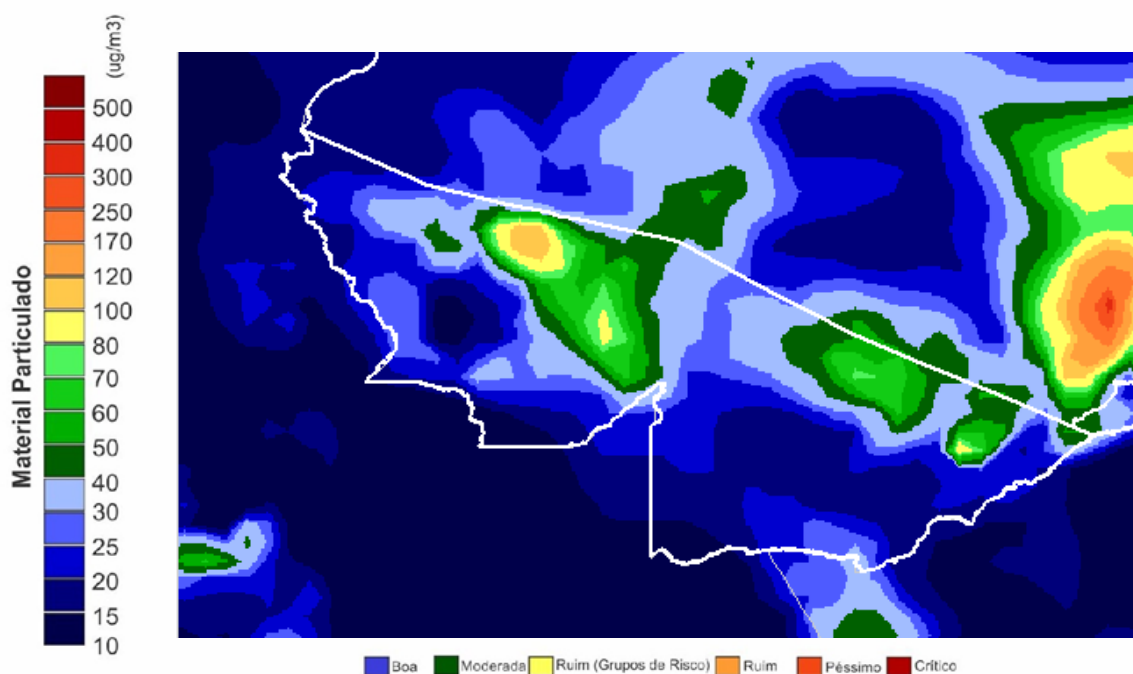 (ug/m3)
Material Particulado
500
400
300
250
170
120
100
80
70
60
50
40
30
25
20
15
10
Boa
Moderada
Ruim (Grupos de Risco)
Ruim
Péssimo
Crítico